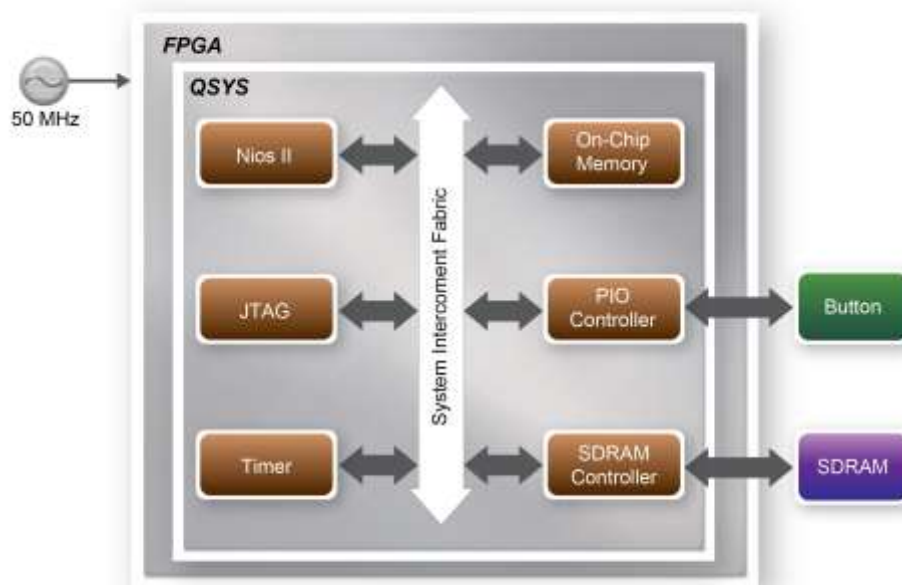 FPGA
50 MHz
QSYS
Nios II
On-Chip
Memory
System Interconnent Fabric
JTAG
PIO
Controller
Button
Timer
SDRAM
Controller
SDRAM